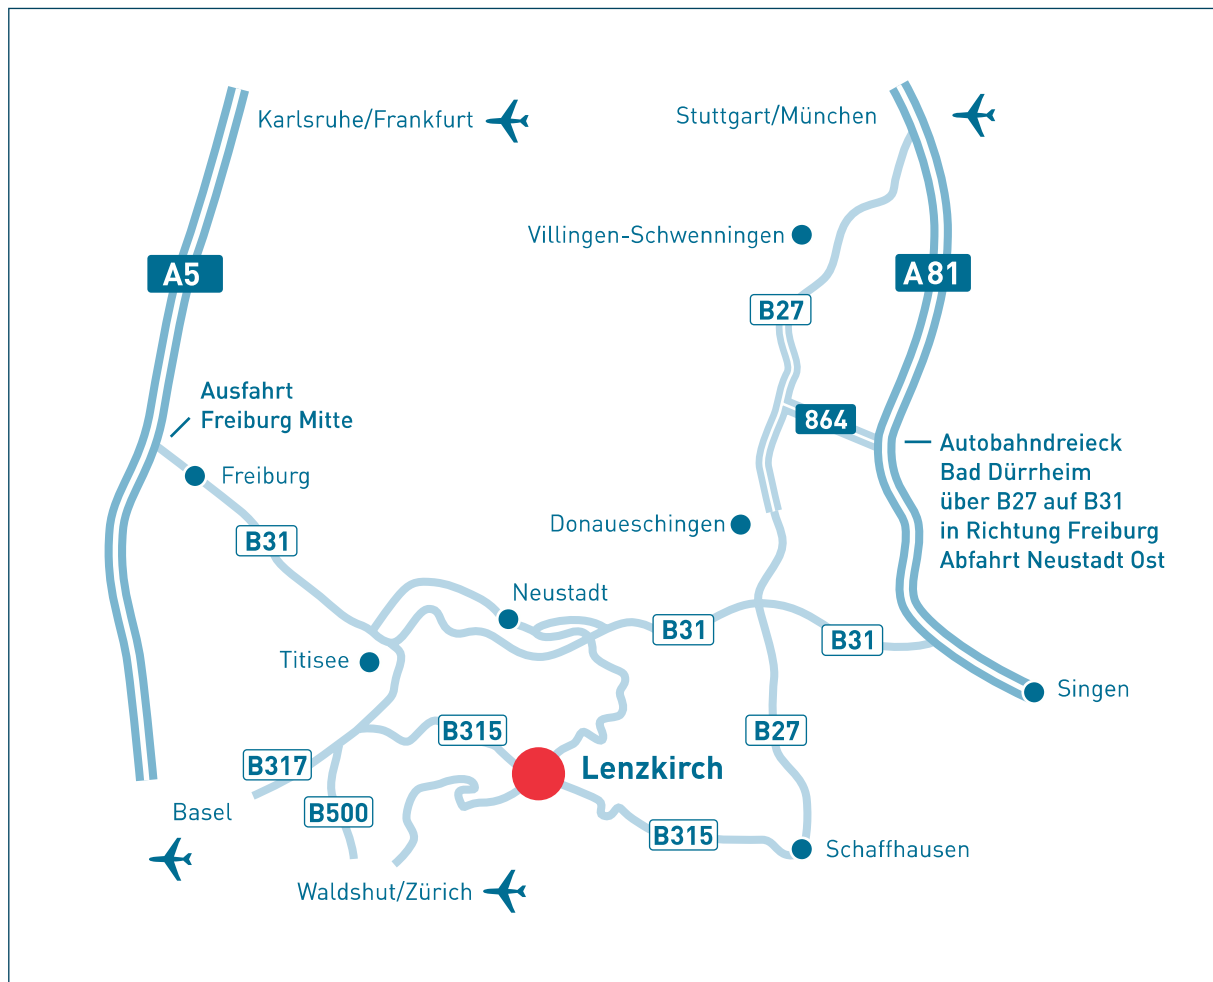 Karlsruhe/Frankfurt
Stuttgart/München
Villingen-Schwenningen
A5
A81
B27
Ausfahrt
Freiburg Mitte
864
Autobahndreieck
Bad Dürrheim
über B27 auf B31
in Richtung Freiburg
Abfahrt Neustadt Ost
Freiburg
Donaueschingen
B31
Neustadt
B31
B31
Titisee
Singen
B315
B27
B317
Lenzkirch
Basel
B500
B315
Schaffhausen
Waldshut/Zürich